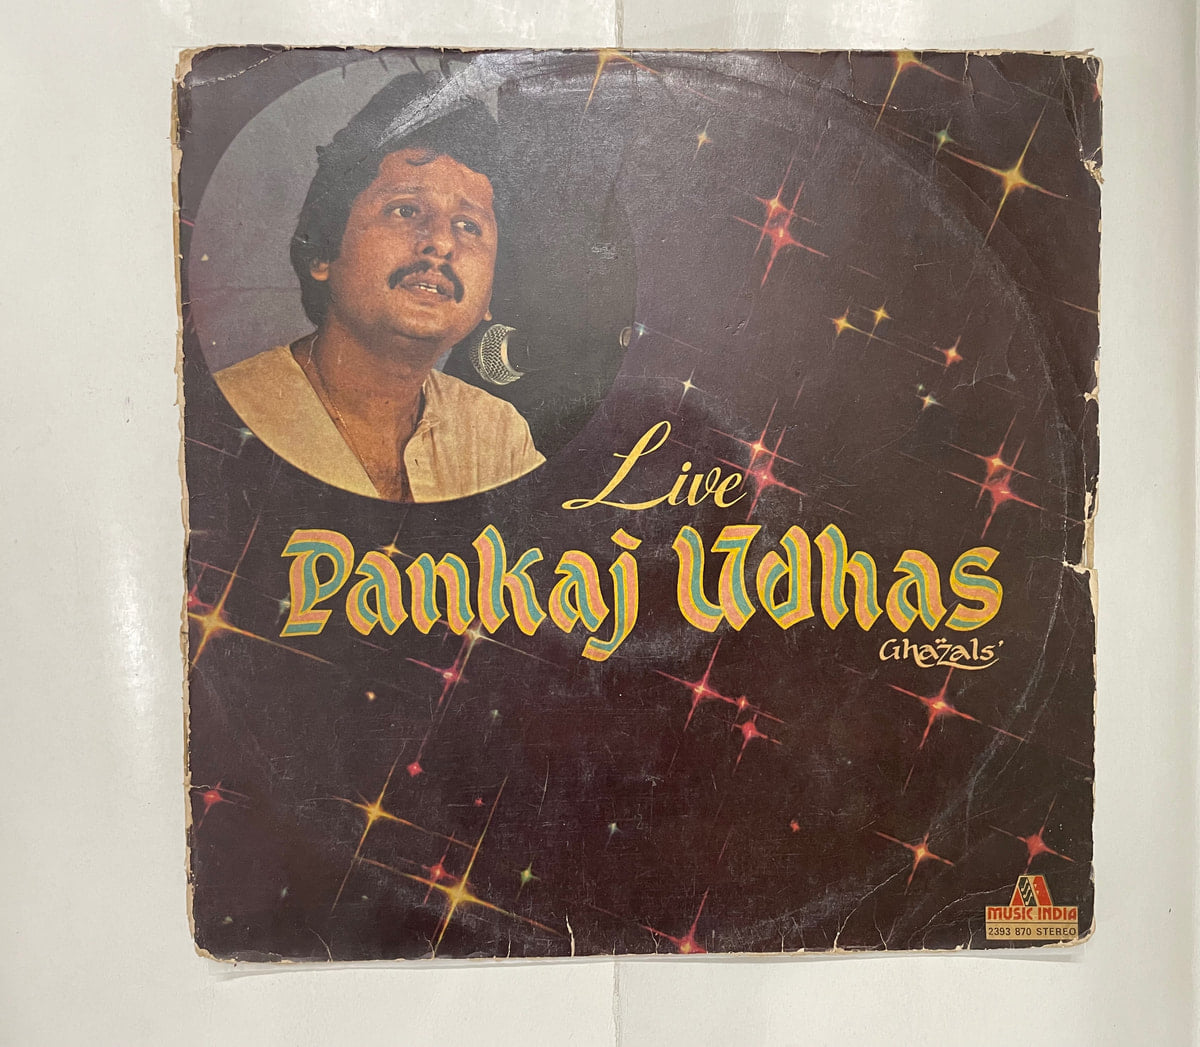 Live
Pankaj Udhas
Ghazals'
MUSIC INDIA
2393 870 STEREO